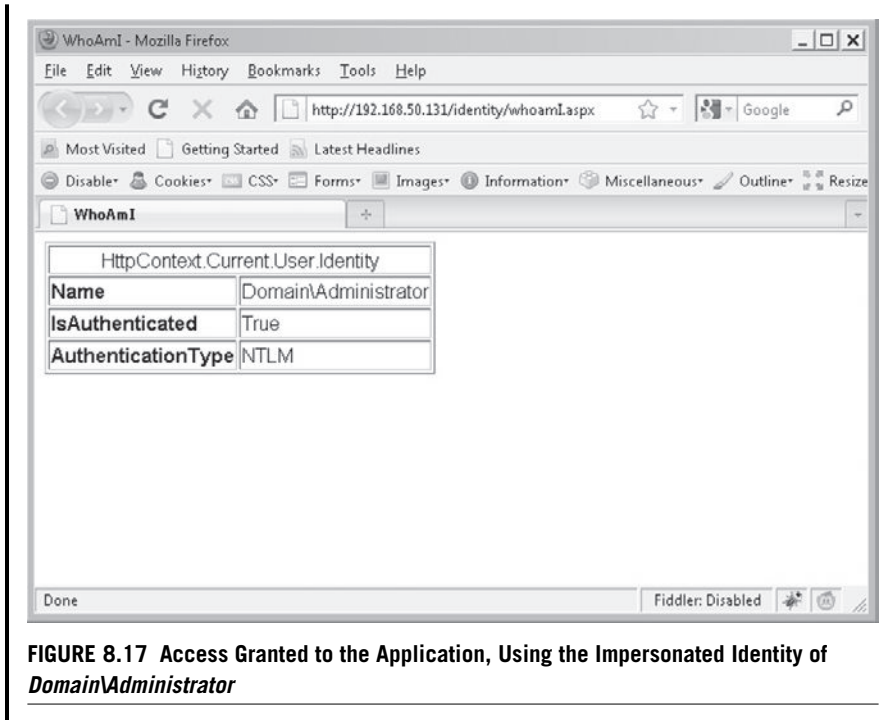 WhoAmI - Mozilla Firefox
File Edit View History Bookmarks Tools Help
http://192.168.50.131/identity/whoamI.aspx Google
Most Visited Getting Started Latest Headlines
Disable Cookies CSS Forms Images Information Miscellaneous Outline Resize
WhoAmI
HttpContext.Current.User.Identity
Name Domain\Administrator
IsAuthenticated True
AuthenticationType NTLM
Done Fiddler: Disabled
FIGURE 8.17 Access Granted to the Application, Using the Impersonated Identity of
Domain\Administrator